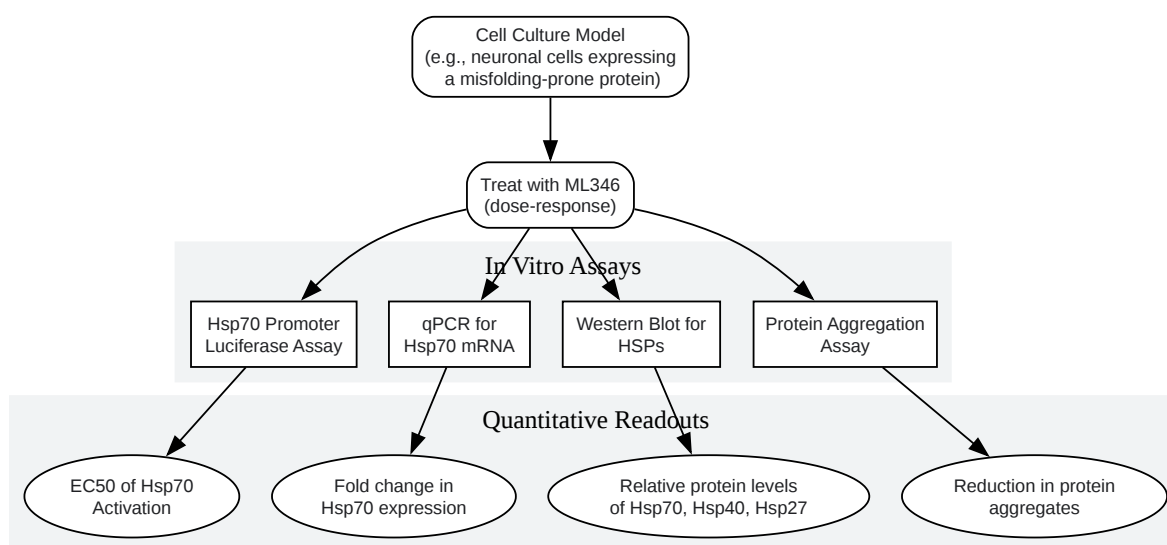 Cell Culture Model
(e.g., neuronal cells expressing
a misfolding-prone protein)
Treat with ML346
(dose-response)
In Vitro Assays
Hsp70 Promoter
Luciferase Assay
qPCR for
Hsp70 mRNA
Western Blot for
HSPs
Protein Aggregation
Assay
Quantitative Readouts
EC50 of Hsp70
Activation
Fold change in
Hsp70 expression
Relative protein levels
of Hsp70, Hsp40, Hsp27
Reduction in protein
aggregates